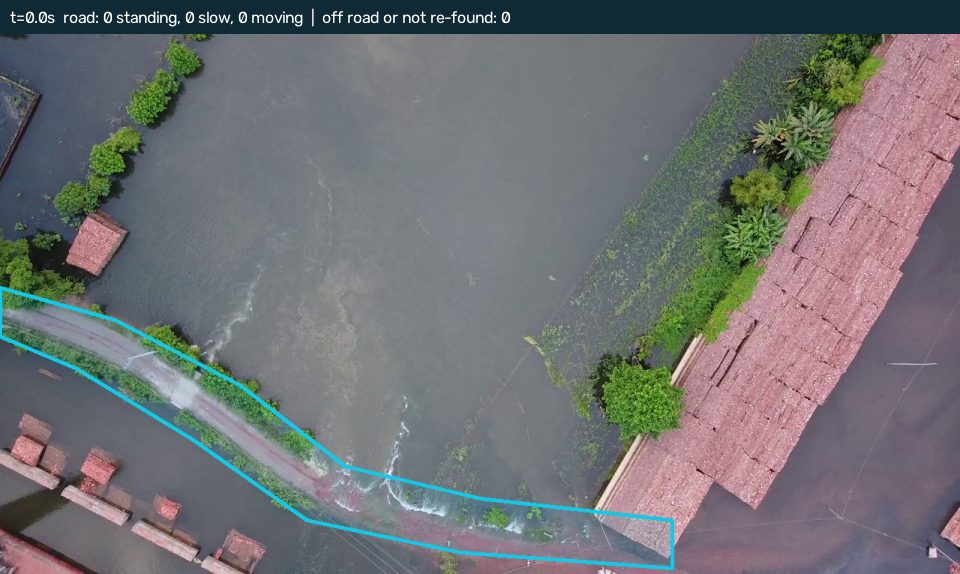 t=0.0s road: 0 standing, 0 slow, 0 moving | off road or not re-found: 0